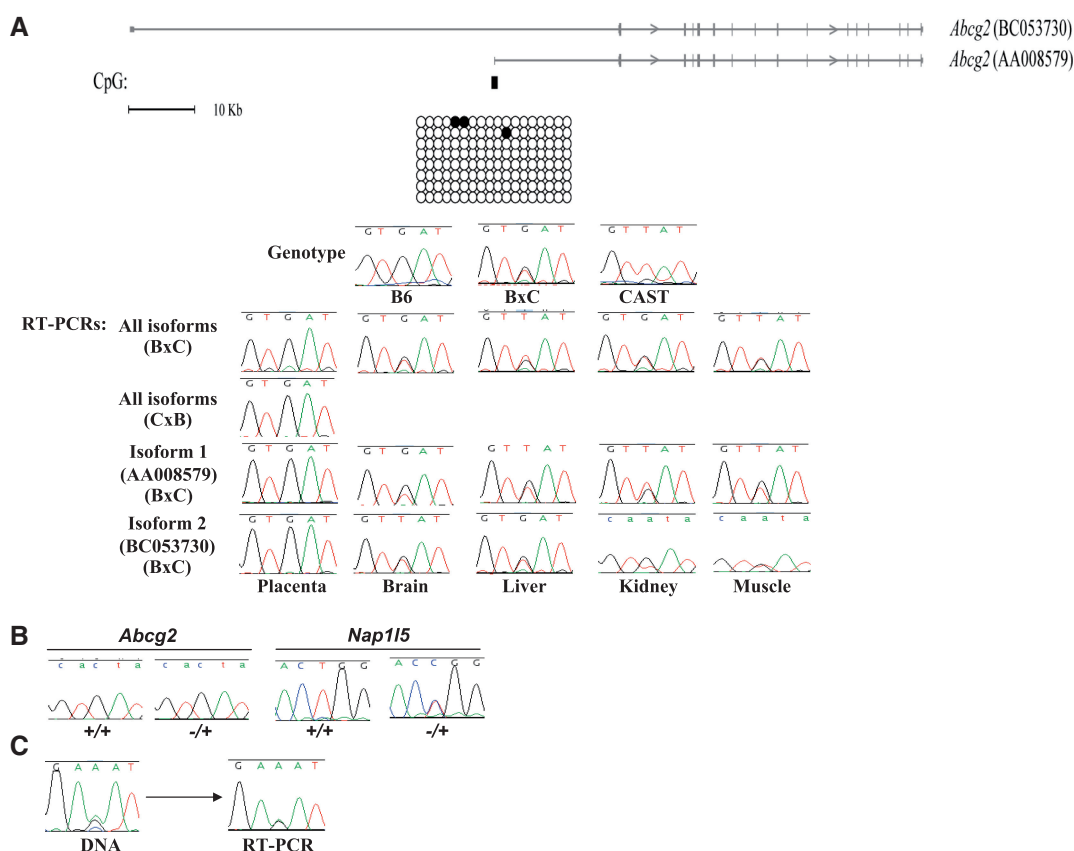 A
Abcg2 (BC053730)
Abcg2 (AA008579)
CpG:
10 Kb
Genotype
G T G A T
G T G A T
G T T A T
B6
BxC
CAST
RT-PCRs:
All isoforms
(BxC)
G T G A T
G T G A T
G T T A T
G T G A T
G T T A T
All isoforms
(CxB)
G T G A T
Isoform 1
(AA008579)
(BxC)
G T G A T
G T G A T
G T T A T
G T T A T
G T T A T
Isoform 2
(BC053730)
(BxC)
G T G A T
G T T A T
G T G A T
c a a t a
c a a t a
Placenta
Brain
Liver
Kidney
Muscle
B
Abcg2
Nap1l5
c a c t a
c a c t a
A C T G G
A C C G G
+/+
-/+
+/+
-/+
C
G A A A T
G A A A T
DNA
RT-PCR